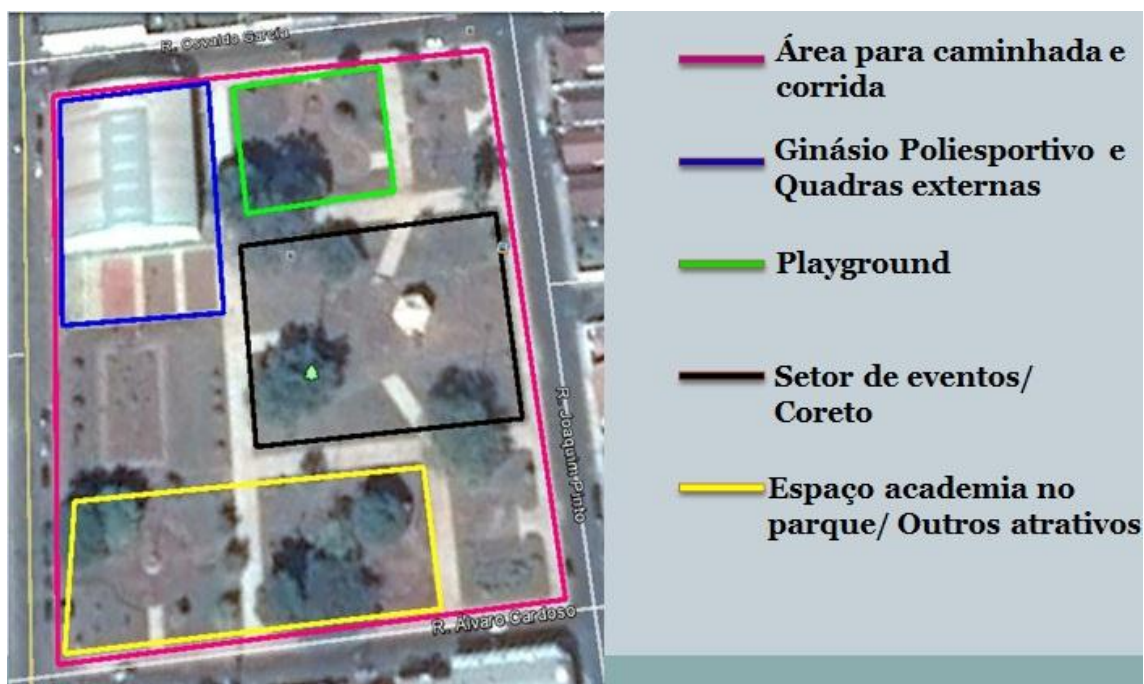 R. Osvaldo Garcia
R. Joaquim Pinto
R. Álvaro Cardoso
Área para caminhada e
corrida
Ginásio Poliesportivo e
Quadras externas
Playground
Setor de eventos/
Coreto
Espaço academia no
parque/ Outros atrativos